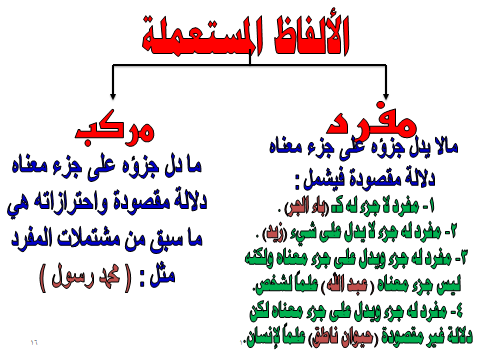 الألفاظ المستعملة
مفرد
مالا يدل جزؤه على جزء معناه
دلالة مقصودة فيشمل :
١- مفرد لا جزء له كـ (باء الجر) .
٢- مفرد له جزء لا يدل على شيء (زيد) .
٣- مفرد له جزء ويدل على جزء معناه ولكنه
ليس جزء معناه (عبد الله) علماً لشخص.
٤- مفرد له جزء ويدل على جزء معناه لكن
دلالة غير مقصودة (حيوان ناطق) علماً لإنسان.
مركب
ما دل جزؤه على جزء معناه
دلالة مقصودة واحترازاته هي
ما سبق من مشتملات المفرد
مثل : ( محمد رسول )
١٦